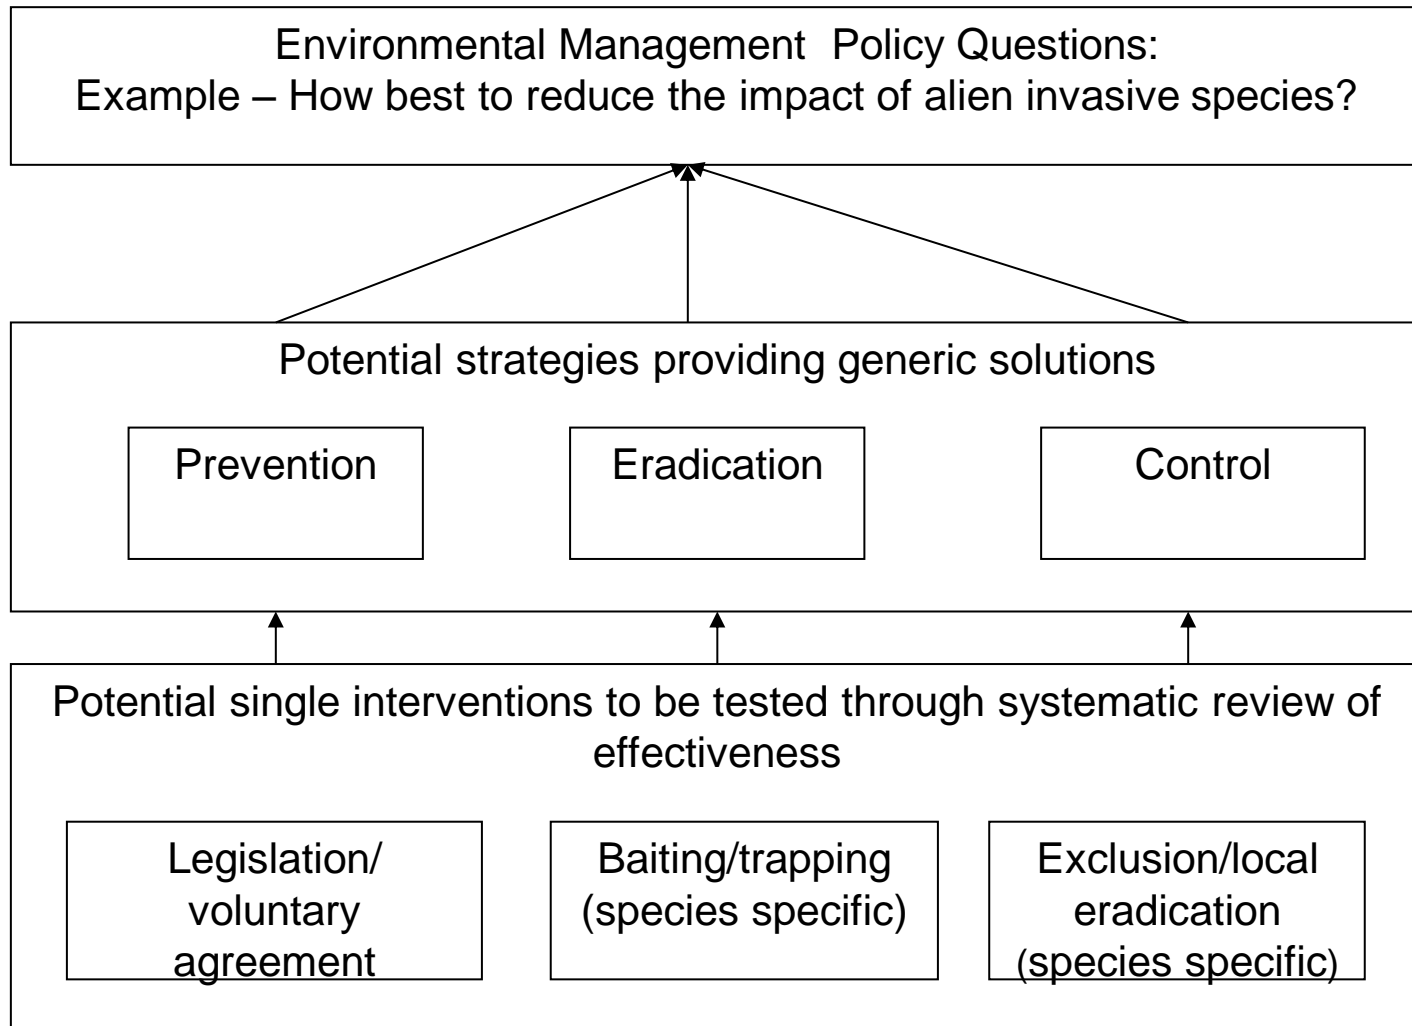 Environmental Management  Policy Questions:
Example – How best to reduce the impact of alien invasive species?
Potential strategies providing generic solutions
Prevention
Eradication
Control
Potential single interventions to be tested through systematic review of
effectiveness
Legislation/
voluntary
agreement
Baiting/trapping
(species specific)
Exclusion/local
eradication
(species specific)